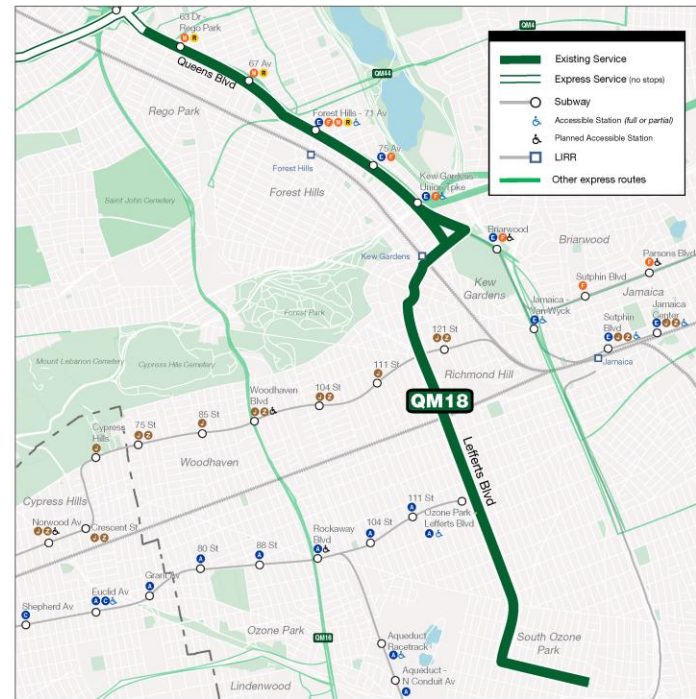 63 Dr -
Rego Park
M R
QM4
67 Av
M R
Queens Blvd
QM44
Rego Park
Forest Hills - 71 Av
E F M R
Forest Hills
Forest Hills
75 Av
E F
Kew Gardens
Union Tpke
E F
Saint John Cemetery
Briarwood
E F
Briarwood
Kew Gardens
Kew
Gardens
Parsons Blvd
F
Sutphin Blvd
F
Jamaica
Jamaica
Van Wyck
E
Jamaica
Center
E J Z
Sutphin
Blvd
E J Z
Jamaica
Forest Park
121 St
J Z
Richmond Hill
Mount Lebanon Cemetery
Cypress Hills Cemetery
111 St
J
104 St
J Z
Woodhaven
Blvd
J Z
QM18
Lefferts Blvd
85 St
J
75 St
J Z
Cypress
Hills
J
Woodhaven
Cypress Hills
Norwood Av
J Z
Crescent St
J Z
111 St
A
Ozone Park
Lefferts Blvd
A
104 St
A
Rockaway
Blvd
A
88 St
A
80 St
A
Grant Av
A
Euclid Av
A C
Shepherd Av
C
Ozone Park
QM16
Lindenwood
Aqueduct
Racetrack
A
Aqueduct -
N Conduit Av
A
South Ozone
Park
Existing Service
Express Service (no stops)
Subway
Accessible Station (full or partial)
Planned Accessible Station
LIRR
Other express routes